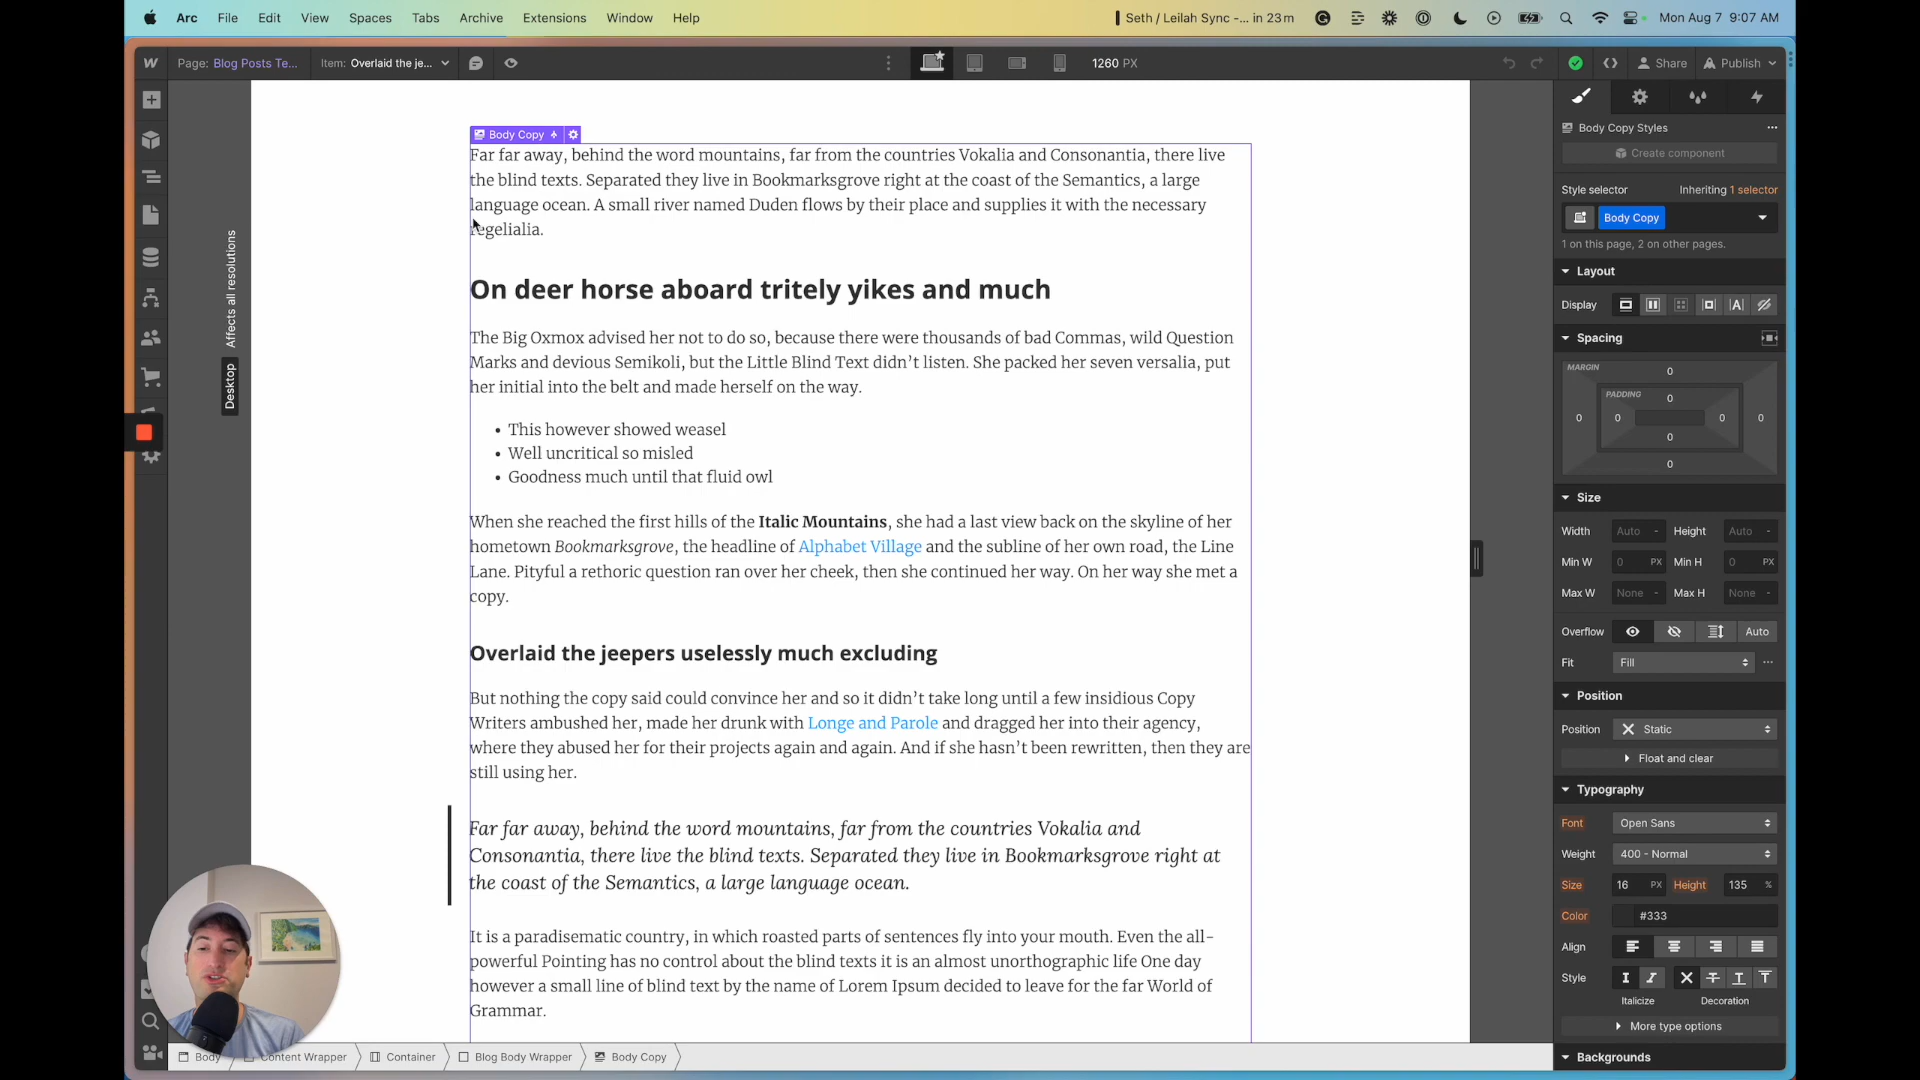 Arc File Edit View Spaces Tabs Archive Extensions Window Help
Seth / Leilah Sync -... in 23 m
Mon Aug 7 9:07 AM
Page: Blog Posts Te...
Item: Overlaid the je...
1260 PX
Share
Publish
Affects all resolutions
Desktop
Body Copy
Far far away, behind the word mountains, far from the countries Vokalia and Consonantia, there live
the blind texts. Separated they live in Bookmarksgrove right at the coast of the Semantics, a large
language ocean. A small river named Duden flows by their place and supplies it with the necessary
regelialia.
On deer horse aboard tritely yikes and much
The Big Oxmox advised her not to do so, because there were thousands of bad Commas, wild Question
Marks and devious Semikoli, but the Little Blind Text didn’t listen. She packed her seven versalia, put
her initial into the belt and made herself on the way.
• This however showed weasel
• Well uncritical so misled
• Goodness much until that fluid owl
When she reached the first hills of the Italic Mountains, she had a last view back on the skyline of her
hometown Bookmarksgrove, the headline of Alphabet Village and the subline of her own road, the Line
Lane. Pityful a rethoric question ran over her cheek, then she continued her way. On her way she met a
copy.
Overlaid the jeepers uselessly much excluding
But nothing the copy said could convince her and so it didn’t take long until a few insidious Copy
Writers ambushed her, made her drunk with Longe and Parole and dragged her into their agency,
where they abused her for their projects again and again. And if she hasn’t been rewritten, then they are
still using her.
Far far away, behind the word mountains, far from the countries Vokalia and
Consonantia, there live the blind texts. Separated they live in Bookmarksgrove right at
the coast of the Semantics, a large language ocean.
It is a paradisematic country, in which roasted parts of sentences fly into your mouth. Even the all-
powerful Pointing has no control about the blind texts it is an almost unorthographic life One day
however a small line of blind text by the name of Lorem Ipsum decided to leave for the far World of
Grammar.
Body
Content Wrapper
Container
Blog Body Wrapper
Body Copy
Body Copy Styles
Create component
Style selector
Inheriting 1 selector
Body Copy
1 on this page, 2 on other pages.
Layout
Display
Spacing
MARGIN
0
PADDING
0
0 0 0 0
0
0
Size
Width Auto - Height Auto -
Min W 0 PX Min H 0 PX
Max W None - Max H None -
Overflow Auto
Fit Fill
Position
Position Static
Float and clear
Typography
Font Open Sans
Weight 400 - Normal
Size 16 PX Height 135 %
Color #333
Align
Style
Italicize Decoration
More type options
Backgrounds